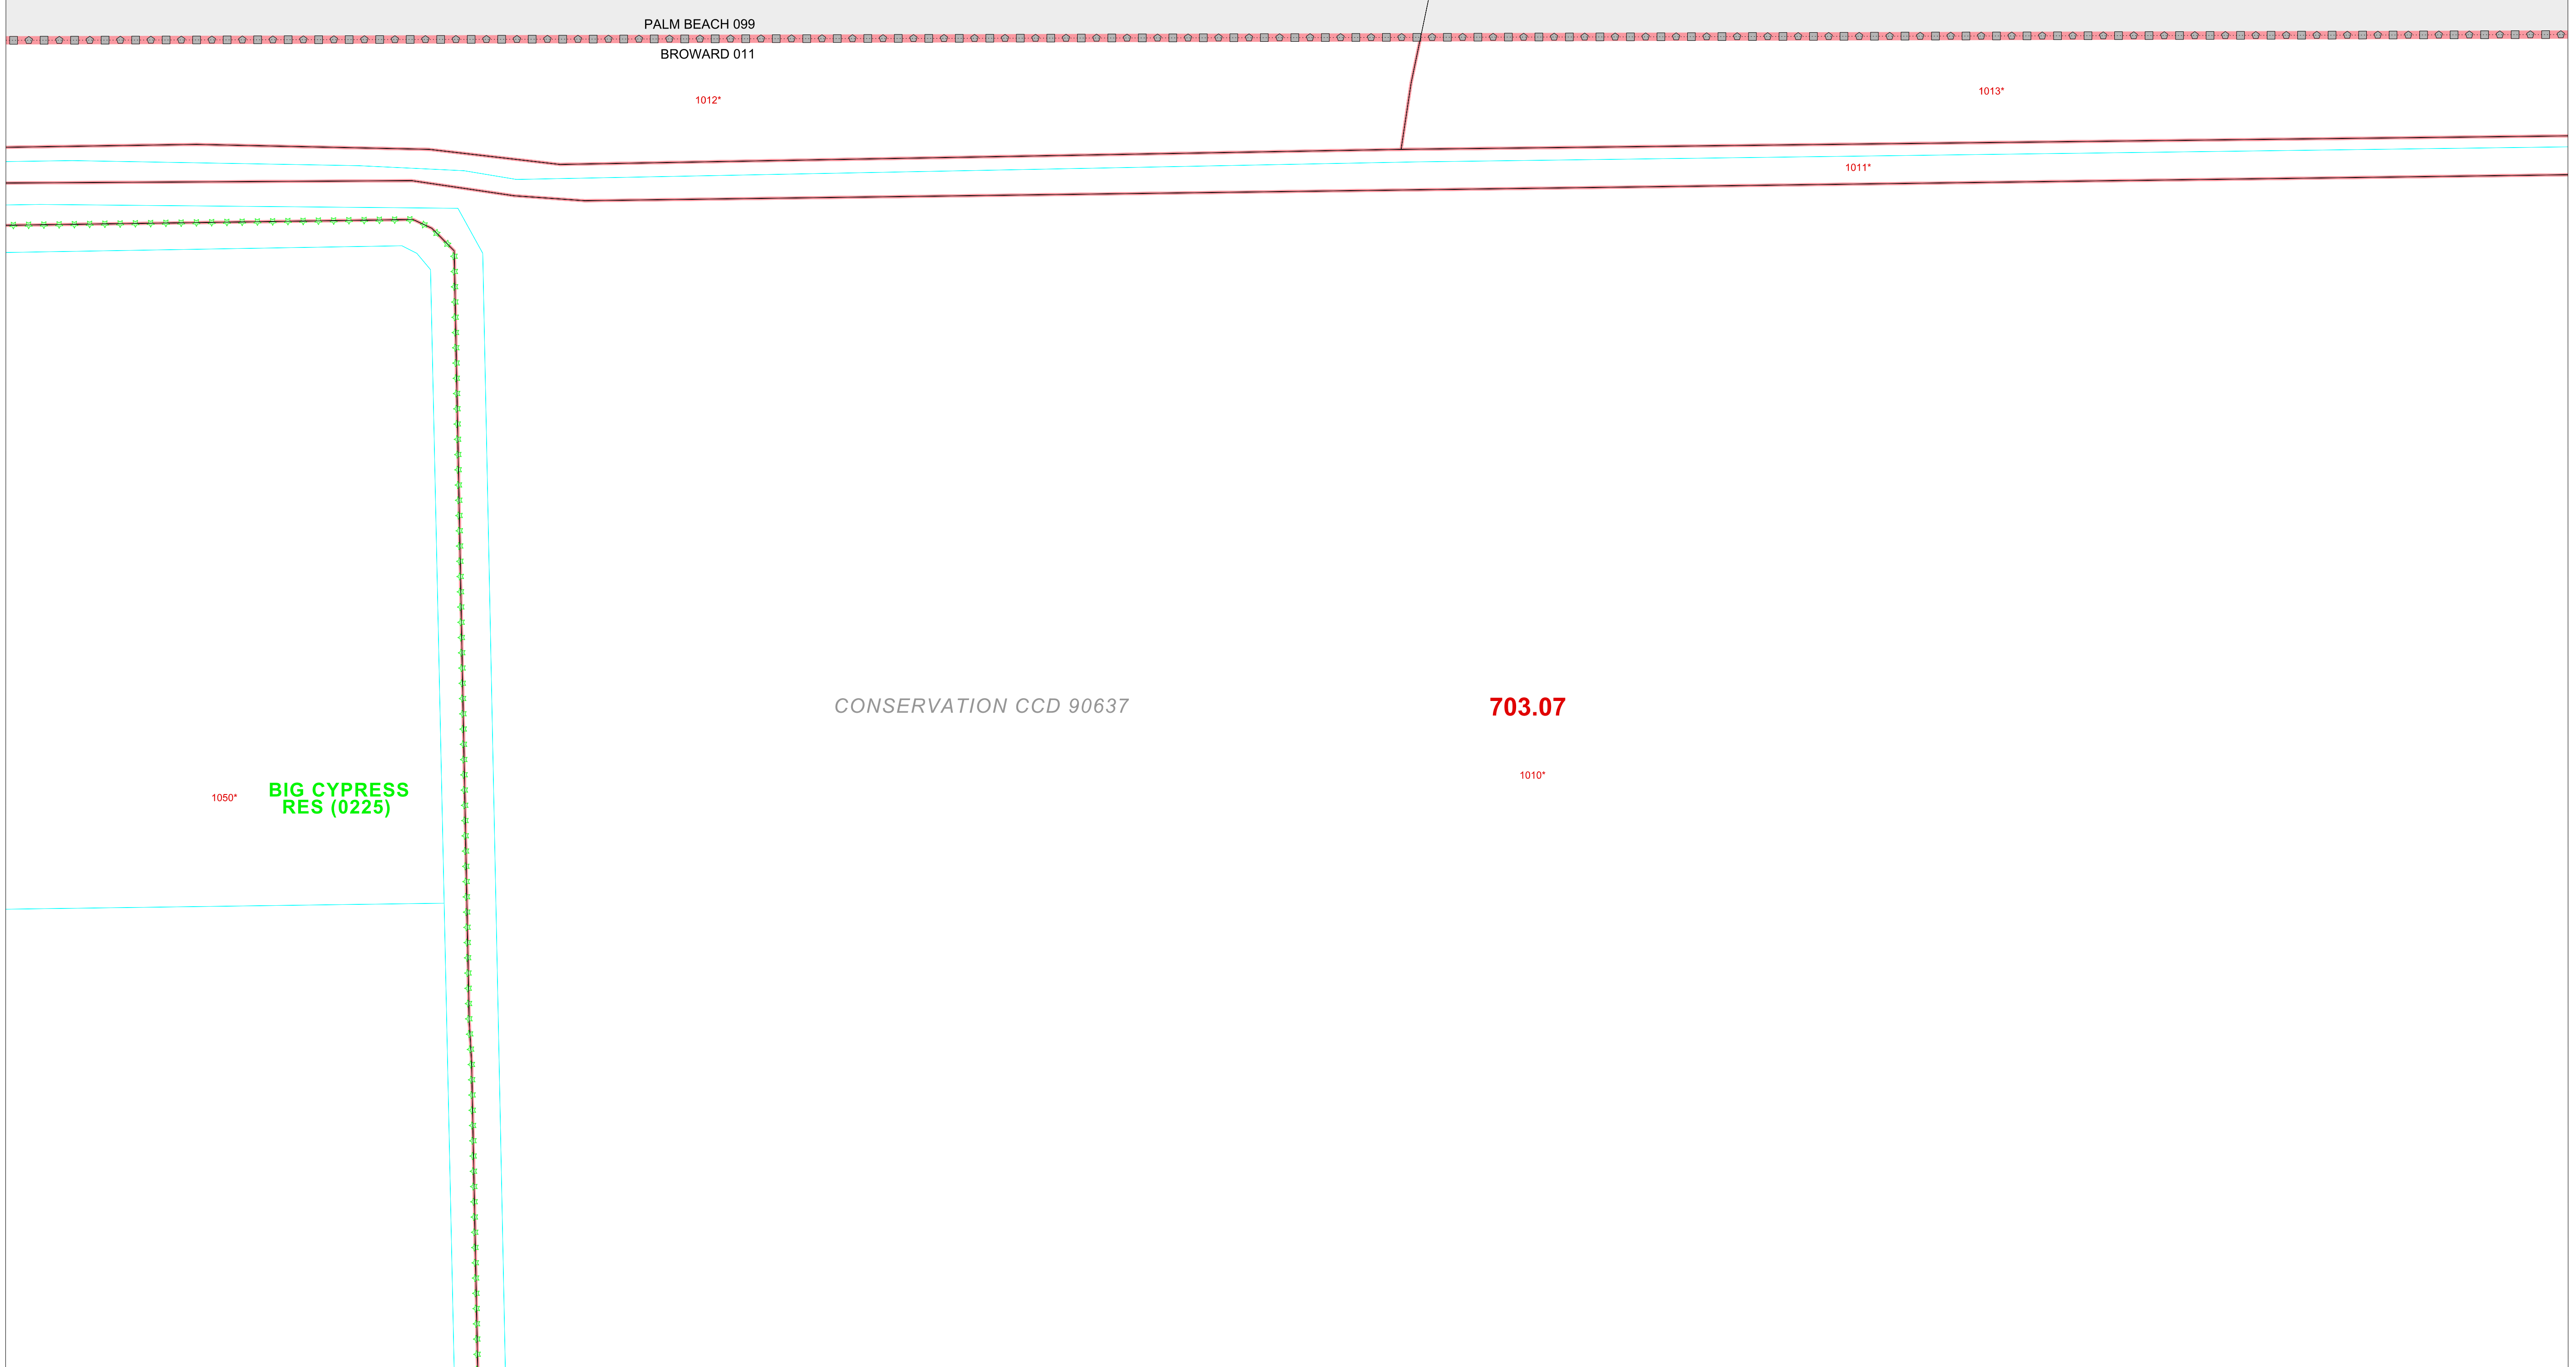 PALM BEACH 099
BROWARD 011
1012*
1013*
1011*
CONSERVATION CCD 90637
703.07
1010*
1050*
BIG CYPRESS
RES (0225)